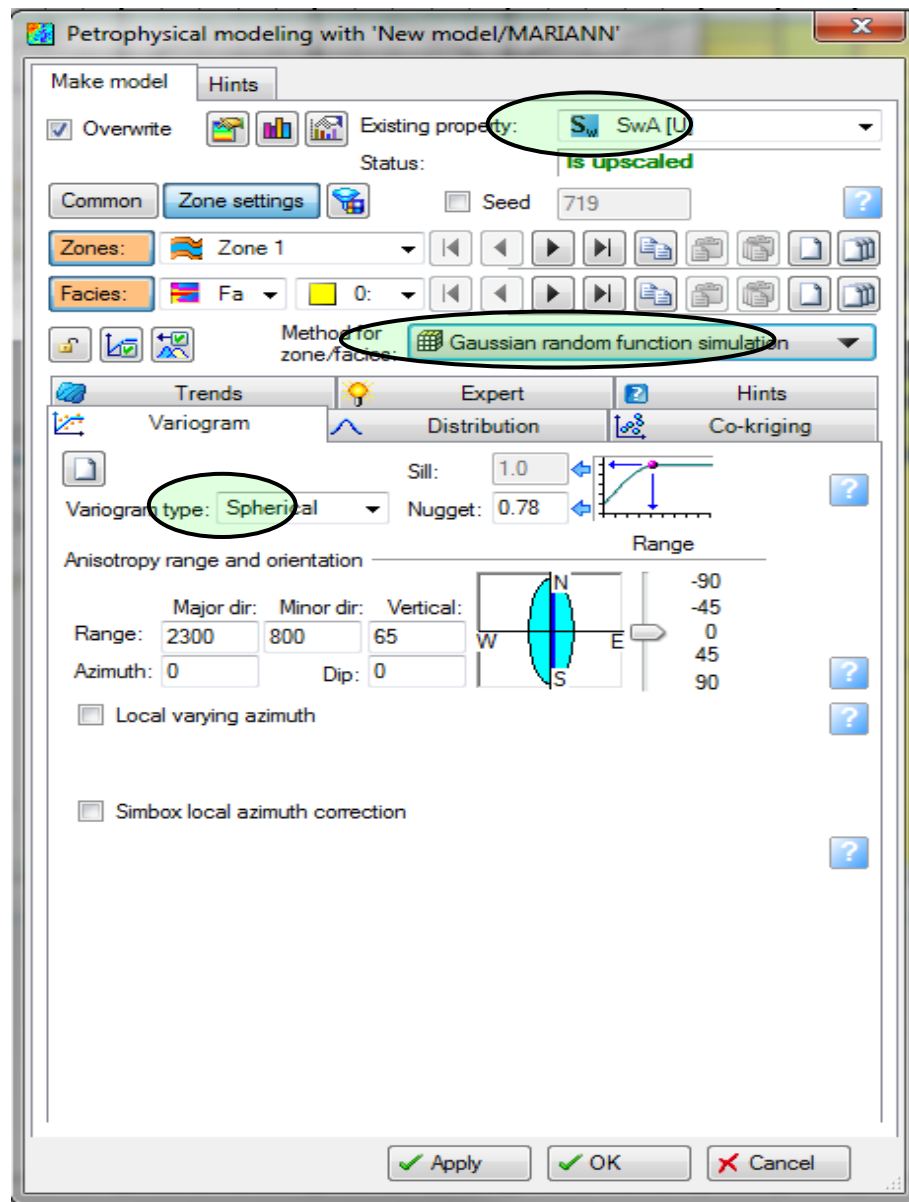 Petrophysical modeling with 'New model/MARIANN'
Make model Hints
Overwrite Existing property: Sw SwA [U]
Status: Is upscaled
Common Zone settings Seed 719 ?
Zones: Zone 1
Facies: Fa 0:
Method for zone/facies: Gaussian random function simulation
Trends Expert ? Hints
Variogram Distribution Co-kriging
Sill: 1.0
Variogram type: Spherical Nugget: 0.78 ?
Anisotropy range and orientation Range
Major dir: Minor dir: Vertical:
Range: 2300 800 65
Azimuth: 0 Dip: 0
N
W E
S
-90
-45
0
45
90
?
Local varying azimuth ?
Simbox local azimuth correction
?
Apply OK Cancel